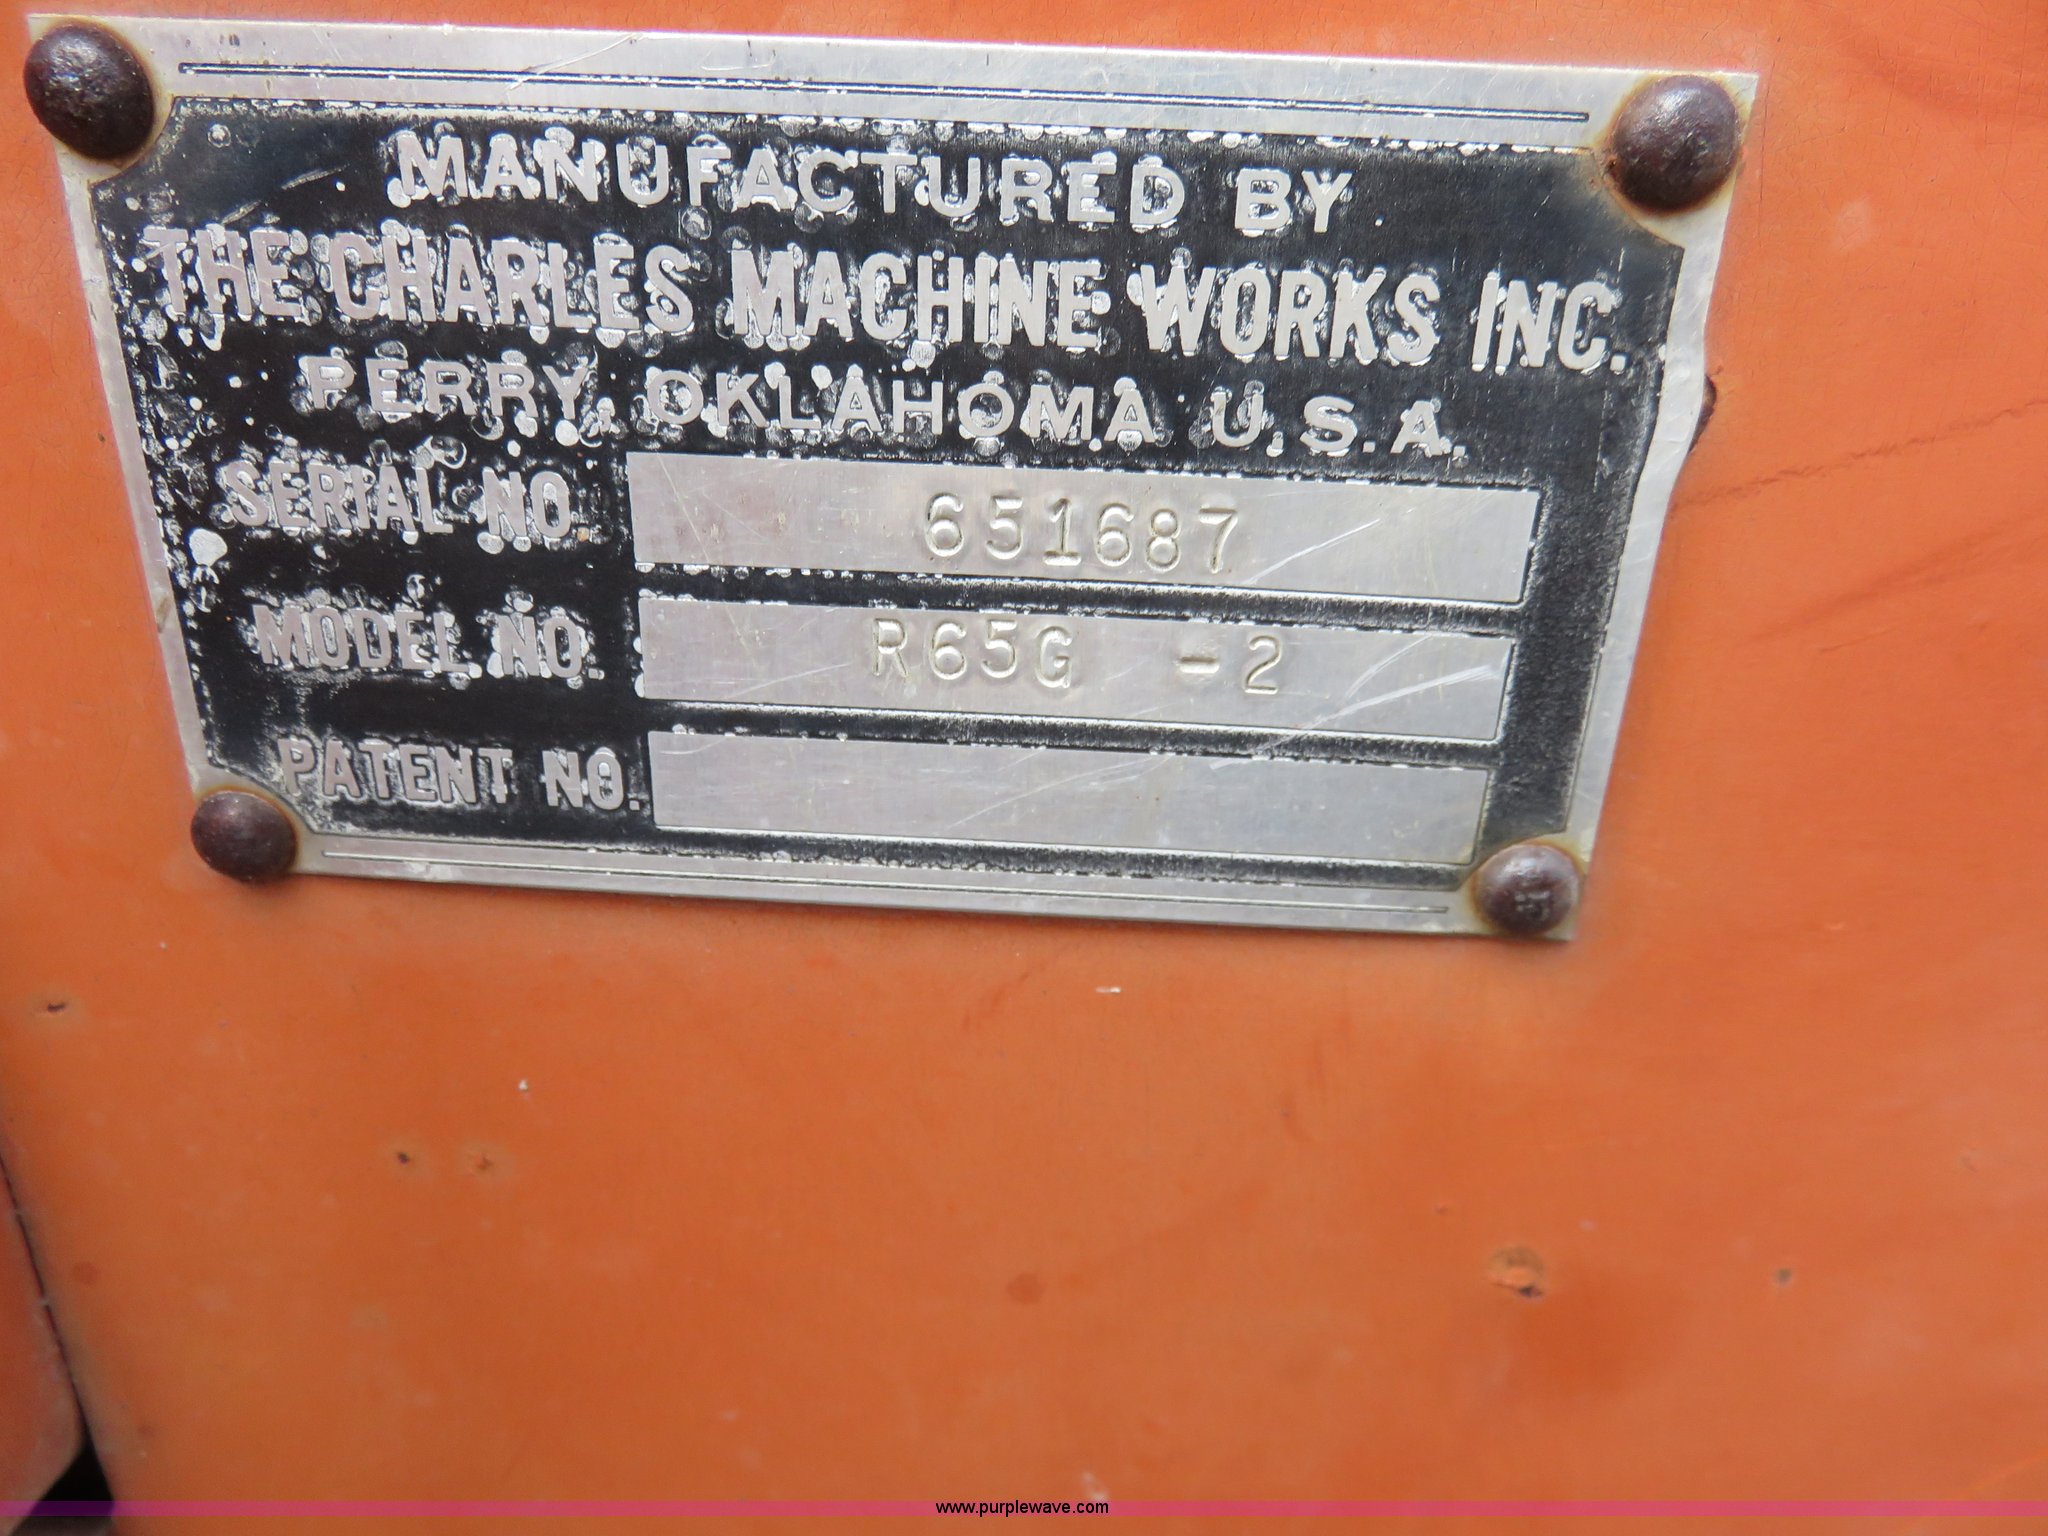 MANUFACTURED BY
THE CHARLES MACHINE WORKS INC.
PERRY, OKLAHOMA U.S.A.
SERIAL NO. 651687
MODEL NO. R65G -2
PATENT NO.
www.purplewave.com